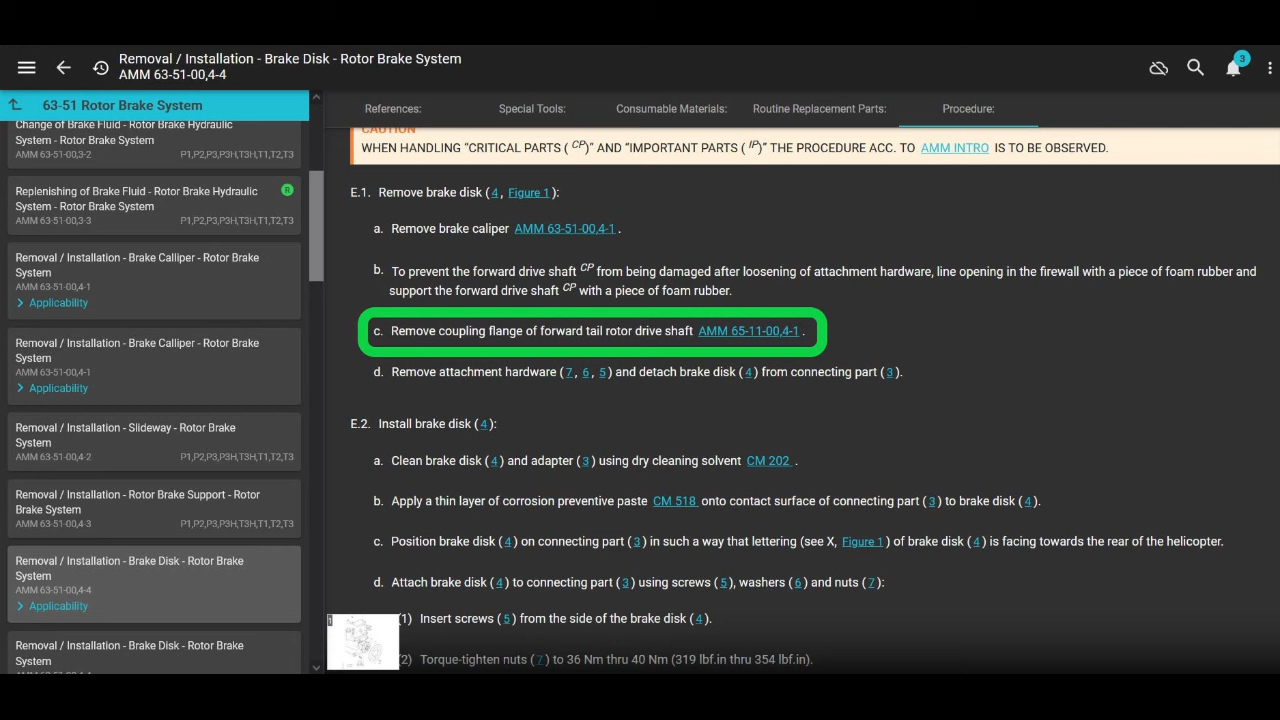 Removal / Installation - Brake Disk - Rotor Brake System
AMM 63-51-00,4-4
3
63-51 Rotor Brake System
Change of Brake Fluid - Rotor Brake Hydraulic
System - Rotor Brake System
AMM 63-51-00,3-2 P1,P2,P3,P3H,T3H,T1,T2,T3
Replenishing of Brake Fluid - Rotor Brake Hydraulic
System - Rotor Brake System
R
AMM 63-51-00,3-3 P1,P2,P3,P3H,T3H,T1,T2,T3
Removal / Installation - Brake Calliper - Rotor Brake
System
AMM 63-51-00,4-1
Applicability
Removal / Installation - Brake Calliper - Rotor Brake
System
AMM 63-51-00,4-1
Applicability
Removal / Installation - Slideway - Rotor Brake
System
AMM 63-51-00,4-2 P1,P2,P3,P3H,T3H,T1,T2,T3
Removal / Installation - Rotor Brake Support - Rotor
Brake System
AMM 63-51-00,4-3 P1,P2,P3,P3H,T3H,T1,T2,T3
Removal / Installation - Brake Disk - Rotor Brake
System
AMM 63-51-00,4-4
Applicability
Removal / Installation - Brake Disk - Rotor Brake
System
References: Special Tools: Consumable Materials: Routine Replacement Parts: Procedure:
CAUTION
WHEN HANDLING “CRITICAL PARTS ( CP)” AND “IMPORTANT PARTS ( IP)” THE PROCEDURE ACC. TO AMM INTRO IS TO BE OBSERVED.
E.1. Remove brake disk ( 4 , Figure 1 ):
a. Remove brake caliper AMM 63-51-00,4-1 .
b. To prevent the forward drive shaft CP from being damaged after loosening of attachment hardware, line opening in the firewall with a piece of foam rubber and
support the forward drive shaft CP with a piece of foam rubber.
c. Remove coupling flange of forward tail rotor drive shaft AMM 65-11-00,4-1 .
d. Remove attachment hardware ( 7 , 6 , 5 ) and detach brake disk ( 4 ) from connecting part ( 3 ).
E.2. Install brake disk ( 4 ):
a. Clean brake disk ( 4 ) and adapter ( 3 ) using dry cleaning solvent CM 202 .
b. Apply a thin layer of corrosion preventive paste CM 518 onto contact surface of connecting part ( 3 ) to brake disk ( 4 ).
c. Position brake disk ( 4 ) on connecting part ( 3 ) in such a way that lettering (see X, Figure 1 ) of brake disk ( 4 ) is facing towards the rear of the helicopter.
d. Attach brake disk ( 4 ) to connecting part ( 3 ) using screws ( 5 ), washers ( 6 ) and nuts ( 7 ):
(1) Insert screws ( 5 ) from the side of the brake disk ( 4 ).
(2) Torque-tighten nuts ( 7 ) to 36 Nm thru 40 Nm (319 lbf.in thru 354 lbf.in).
1